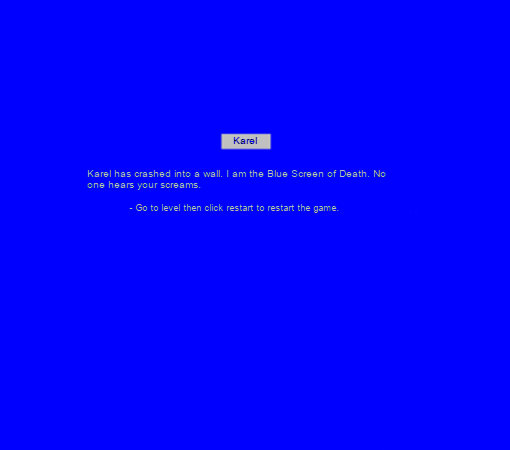 Karel
Karel has crashed into a wall. I am the Blue Screen of Death. No
one hears your screams.
- Go to level then click restart to restart the game.